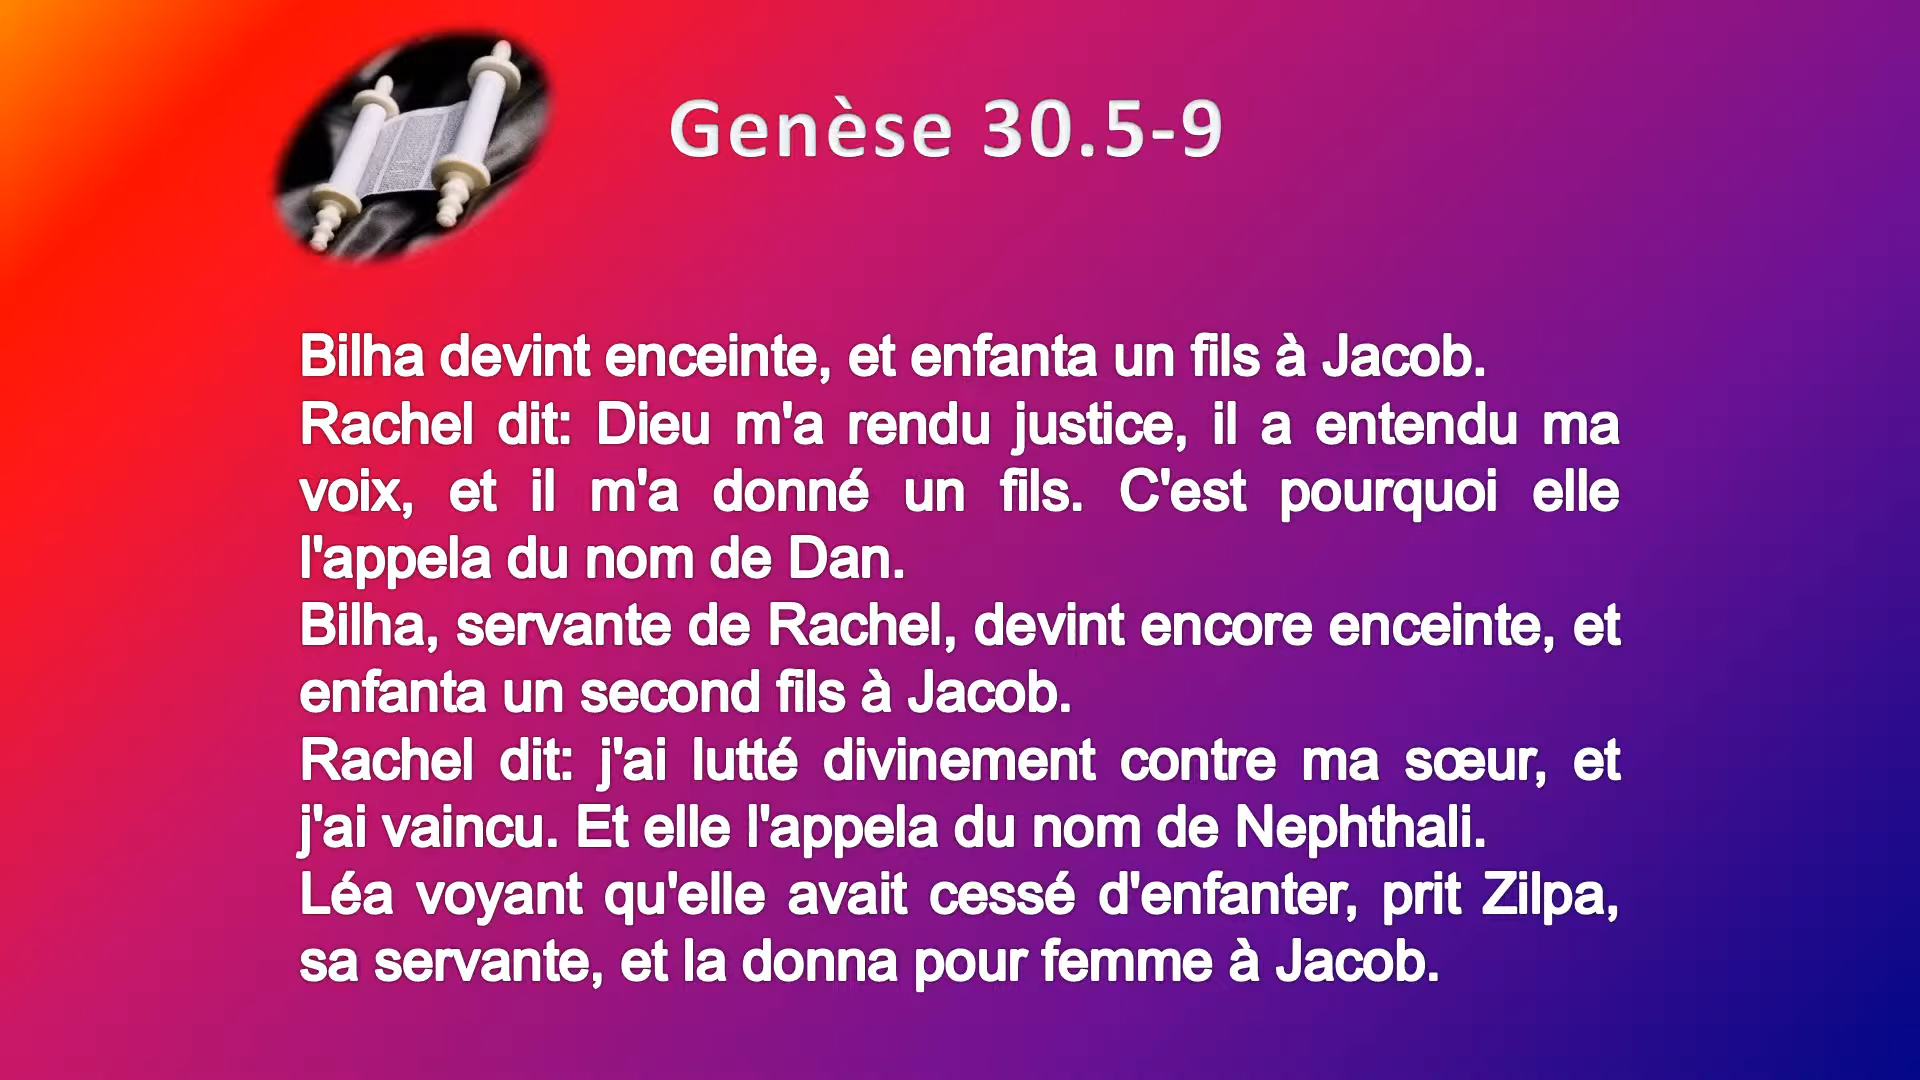 Genèse 30.5-9
Bilha devint enceinte, et enfanta un fils à Jacob.
Rachel dit: Dieu m'a rendu justice, il a entendu ma
voix, et il m'a donné un fils. C'est pourquoi elle
l'appela du nom de Dan.
Bilha, servante de Rachel, devint encore enceinte, et
enfanta un second fils à Jacob.
Rachel dit: j'ai lutté divinement contre ma sœur, et
j'ai vaincu. Et elle l'appela du nom de Nephthali.
Léa voyant qu'elle avait cessé d'enfanter, prit Zilpa,
sa servante, et la donna pour femme à Jacob.